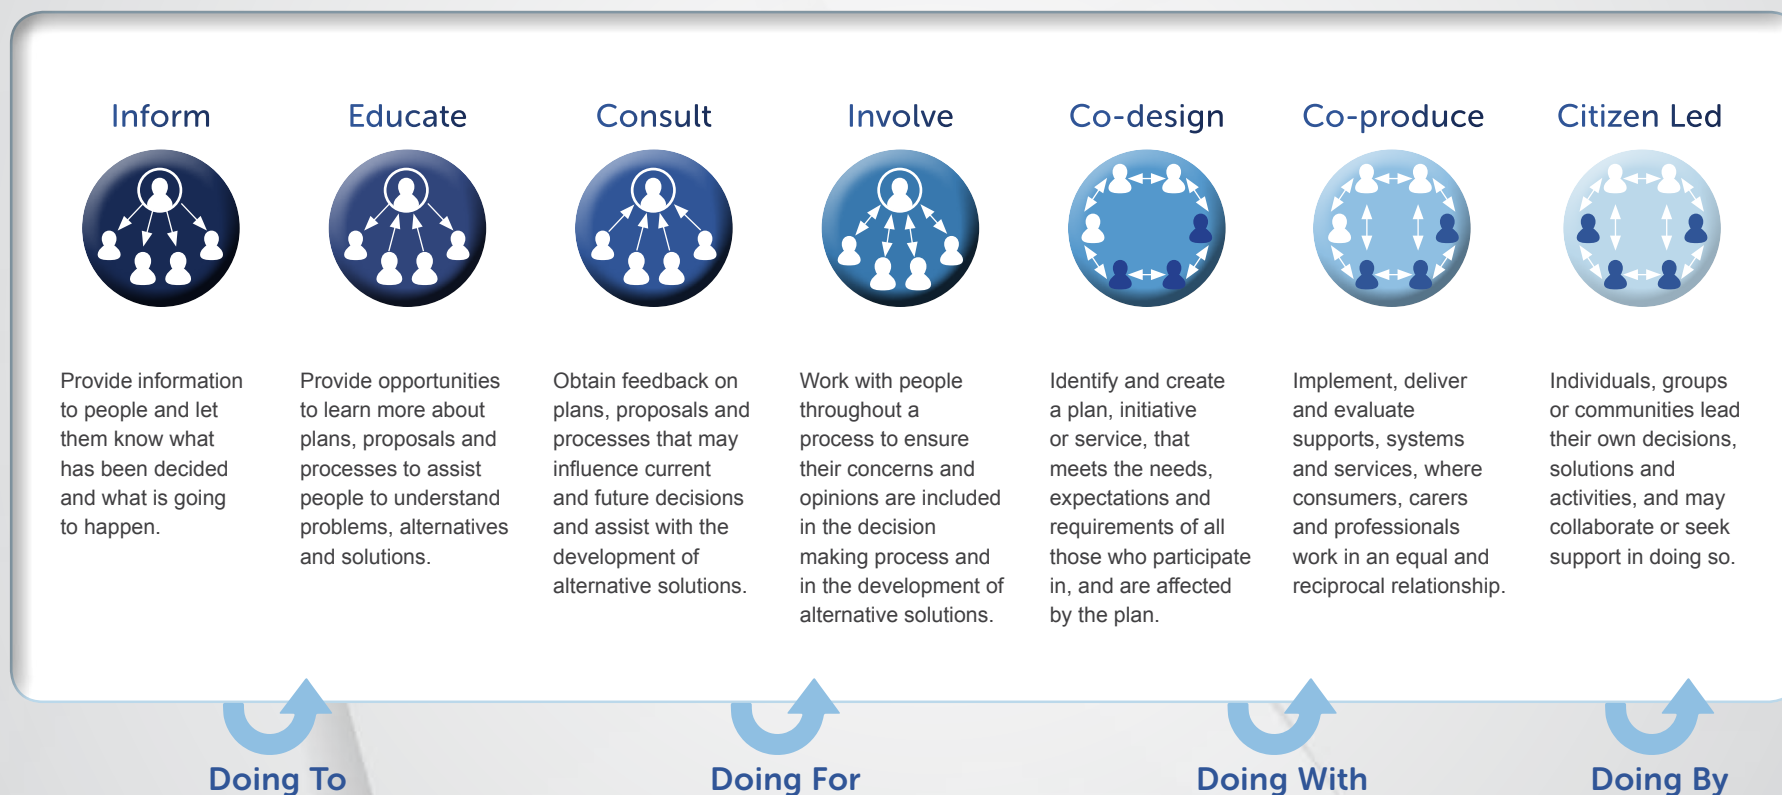 Inform
Provide information
to people and let
them know what
has been decided
and what is going
to happen.
Educate
Provide opportunities
to learn more about
plans, proposals and
processes to assist
people to understand
problems, alternatives
and solutions.
Consult
Obtain feedback on
plans, proposals and
processes that may
influence current
and future decisions
and assist with the
development of
alternative solutions.
Involve
Work with people
throughout a
process to ensure
their concerns and
opinions are included
in the decision
making process and
in the development of
alternative solutions.
Co-design
Identify and create
a plan, initiative
or service, that
meets the needs,
expectations and
requirements of all
those who participate
in, and are affected
by the plan.
Co-produce
Implement, deliver
and evaluate
supports, systems
and services, where
consumers, carers
and professionals
work in an equal and
reciprocal relationship.
Citizen Led
Individuals, groups
or communities lead
their own decisions,
solutions and
activities, and may
collaborate or seek
support in doing so.
Doing To
Doing For
Doing With
Doing By